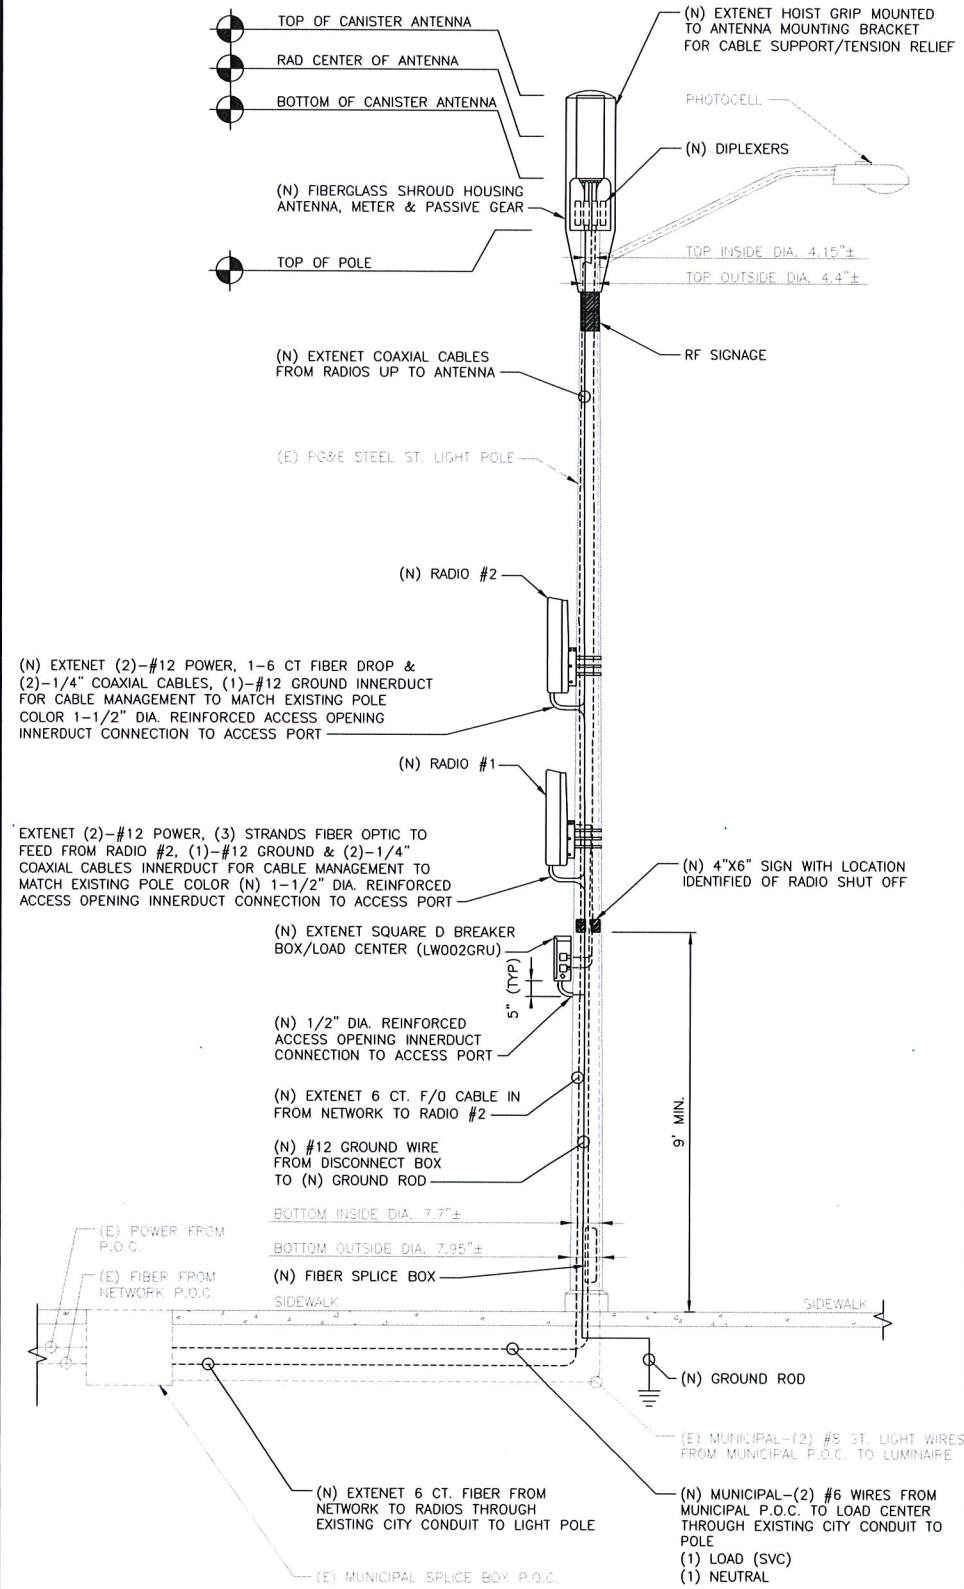 TOP OF CANISTER ANTENNA
RAD CENTER OF ANTENNA
BOTTOM OF CANISTER ANTENNA
(N) EXTENET HOIST GRIP MOUNTED
TO ANTENNA MOUNTING BRACKET
FOR CABLE SUPPORT/TENSION RELIEF
PHOTOCELL
(N) DIPLEXERS
(N) FIBERGLASS SHROUD HOUSING
ANTENNA, METER & PASSIVE GEAR
TOP OF POLE
TOP INSIDE DIA. 4.15"±
TOP OUTSIDE DIA. 4.4"±
RF SIGNAGE
(N) EXTENET COAXIAL CABLES
FROM RADIOS UP TO ANTENNA
(E) PG&E STEEL ST. LIGHT POLE
(N) RADIO #2
(N) EXTENET (2)-#12 POWER, 1-6 CT FIBER DROP &
(2)-1/4" COAXIAL CABLES, (1)-#12 GROUND INNERDUCT
FOR CABLE MANAGEMENT TO MATCH EXISTING POLE
COLOR 1-1/2" DIA. REINFORCED ACCESS OPENING
INNERDUCT CONNECTION TO ACCESS PORT
(N) RADIO #1
EXTENET (2)-#12 POWER, (3) STRANDS FIBER OPTIC TO
FEED FROM RADIO #2, (1)-#12 GROUND & (2)-1/4"
COAXIAL CABLES INNERDUCT FOR CABLE MANAGEMENT TO
MATCH EXISTING POLE COLOR (N) 1-1/2" DIA. REINFORCED
ACCESS OPENING INNERDUCT CONNECTION TO ACCESS PORT
(N) 4"X6" SIGN WITH LOCATION
IDENTIFIED OF RADIO SHUT OFF
(N) EXTENET SQUARE D BREAKER
BOX/LOAD CENTER (LW002GRU)
5" (TYP)
(N) 1/2" DIA. REINFORCED
ACCESS OPENING INNERDUCT
CONNECTION TO ACCESS PORT
(N) EXTENET 6 CT. F/O CABLE IN
FROM NETWORK TO RADIO #2
9' MIN.
(N) #12 GROUND WIRE
FROM DISCONNECT BOX
TO (N) GROUND ROD
BOTTOM INSIDE DIA. 7.7"±
BOTTOM OUTSIDE DIA. 7.95"±
(E) POWER FROM
P.O.C.
(E) FIBER FROM
NETWORK P.O.C
(N) FIBER SPLICE BOX
SIDEWALK
SIDEWALK
(N) GROUND ROD
(E) MUNICIPAL-(2) #8 ST. LIGHT WIRES
FROM MUNICIPAL P.O.C. TO LUMINAIRE
(N) EXTENET 6 CT. FIBER FROM
NETWORK TO RADIOS THROUGH
EXISTING CITY CONDUIT TO LIGHT POLE
(N) MUNICIPAL-(2) #6 WIRES FROM
MUNICIPAL P.O.C. TO LOAD CENTER
THROUGH EXISTING CITY CONDUIT TO
POLE
(1) LOAD (SVC)
(1) NEUTRAL
(E) MUNICIPAL SPLICE BOX P.O.C.